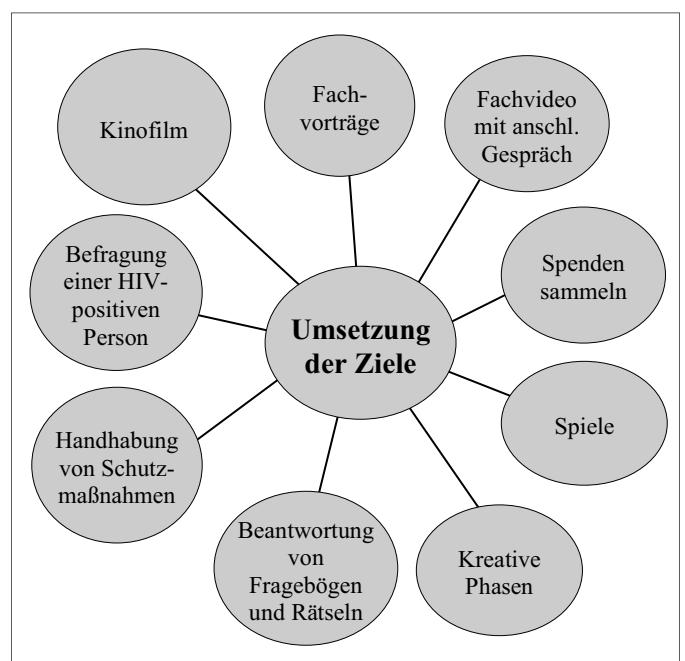 Kinofilm
Fach-
vorträge
Fachvideo
mit anschl.
Gespräch
Befragung
einer HIV-
positiven
Person
Umsetzung
der Ziele
Spenden
sammeln
Handhabung
von Schutz-
maßnahmen
Spiele
Beantwortung
von
Fragebögen
und Rätseln
Kreative
Phasen